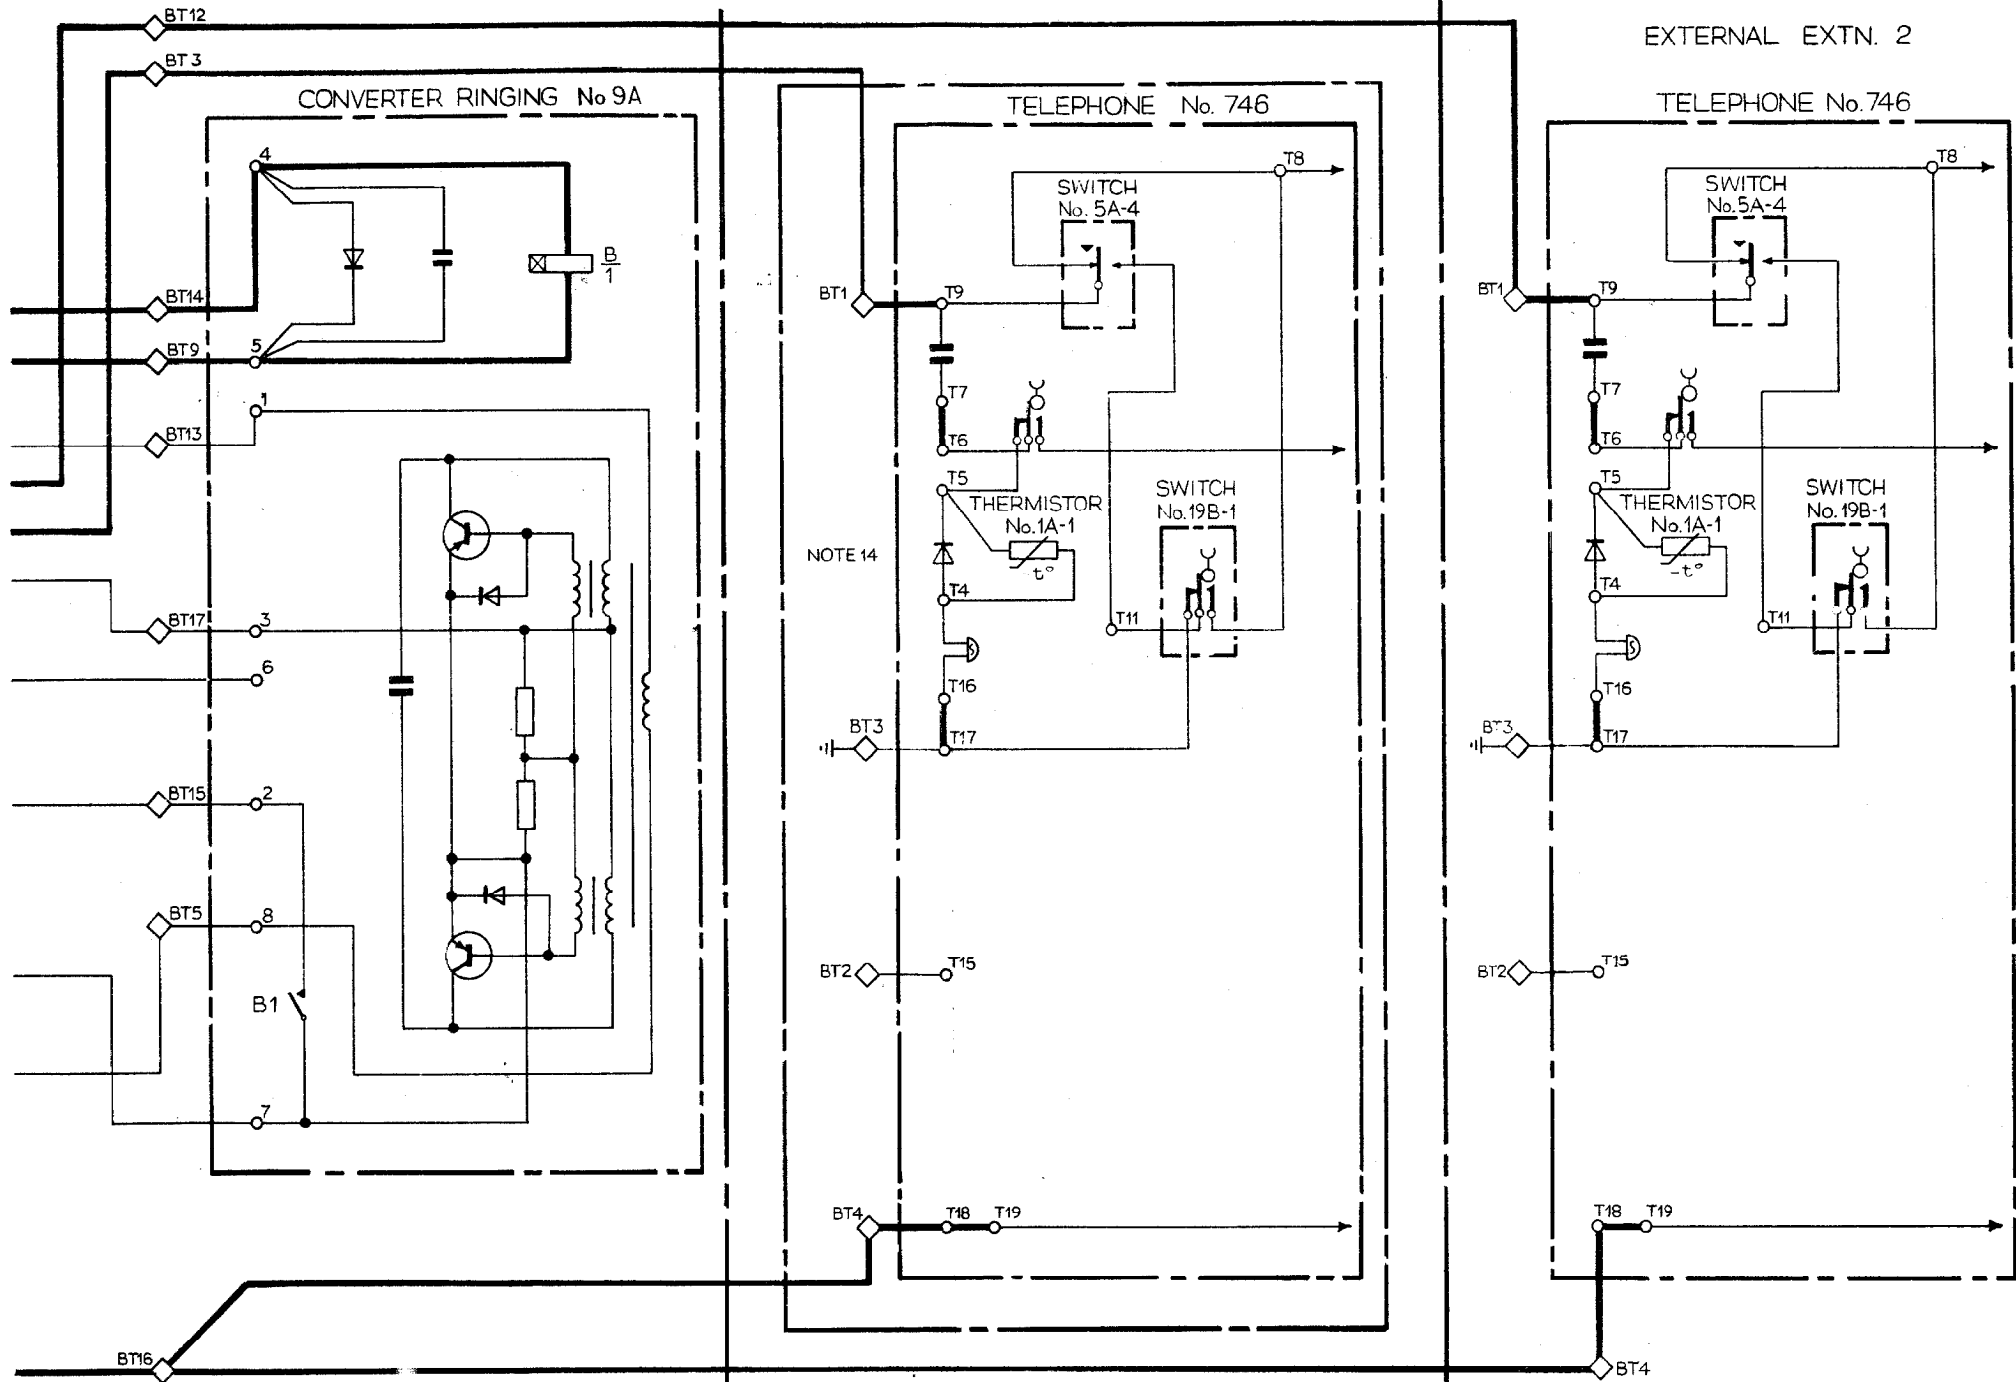 BT12
EXTERNAL EXTN. 2
BT3
CONVERTER RINGING No 9A
TELEPHONE No. 746
TELEPHONE No. 746
4
T8
T8
SWITCH
No. 5A-4
SWITCH
No. 5A-4
B
1
BT14
BT1
T9
BT1
T9
BT9
5
1
T7
T7
BT13
T6
T6
T5
T5
THERMISTOR
No. 1A-1
SWITCH
No. 19B-1
THERMISTOR
No. 1A-1
SWITCH
No. 19B-1
NOTE 14
-t°
-t°
T4
T4
BT17
3
T11
T11
6
T16
T16
BT3
T17
BT3
T17
BT15
2
BT5
8
BT2
T15
BT2
T15
B1
7
BT4
T18
T19
T18
T19
BT16
BT4